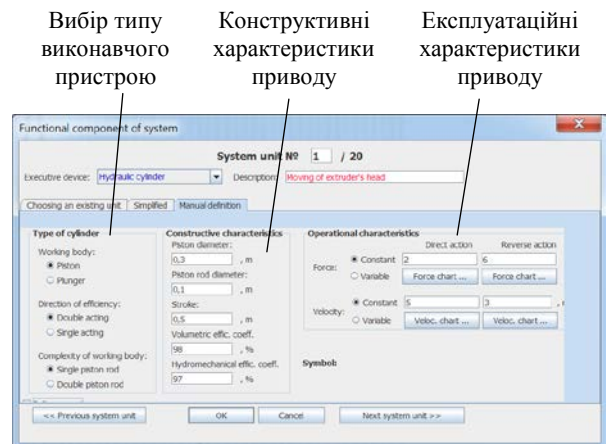 Вибір типу
виконавчого
пристрою
Конструктивні
характеристики
приводу
Експлуатаційні
характеристики
приводу
Functional component of system
System unit № 1 / 20
Executive device: Hydraulic cylinder Description: Moving of extruder's head
Choosing an existing unit Simplified Manual definition
Type of cylinder
Working body:
Piston
Plunger
Direction of efficiency:
Double acting
Single acting
Complexity of working body:
Single piston rod
Double piston rod
Constructive characteristics
Piston diameter:
0,3 , m
Piston rod diameter:
0,1 , m
Stroke:
0,5 , m
Volumetric effic. coeff.
98 , %
Hydromechanical effic. coeff.
97 , %
Operational characteristics
Direct action Reverse action
Force: Constant 2 6
Variable Force chart ... Force chart ...
Velocity: Constant 5 3
Variable Veloc. chart ... Veloc. chart ...
Symbol:
<< Previous system unit OK Cancel Next system unit >>